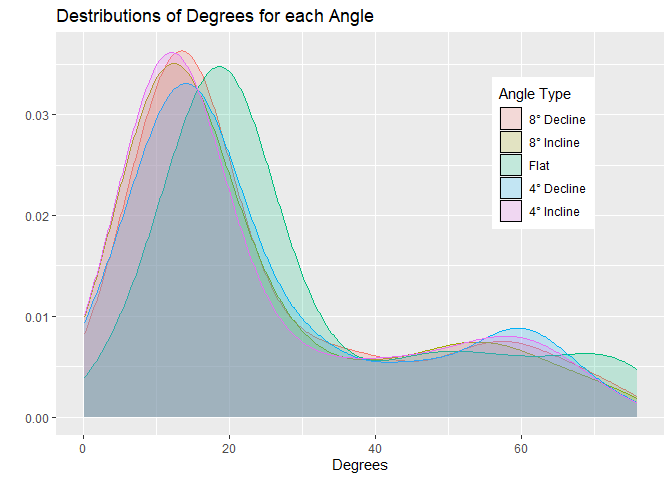 Destributions of Degrees for each Angle
Angle Type
8° Decline
8° Incline
Flat
4° Decline
4° Incline
0.03
0.02
0.01
0.00
0
20
40
60
Degrees